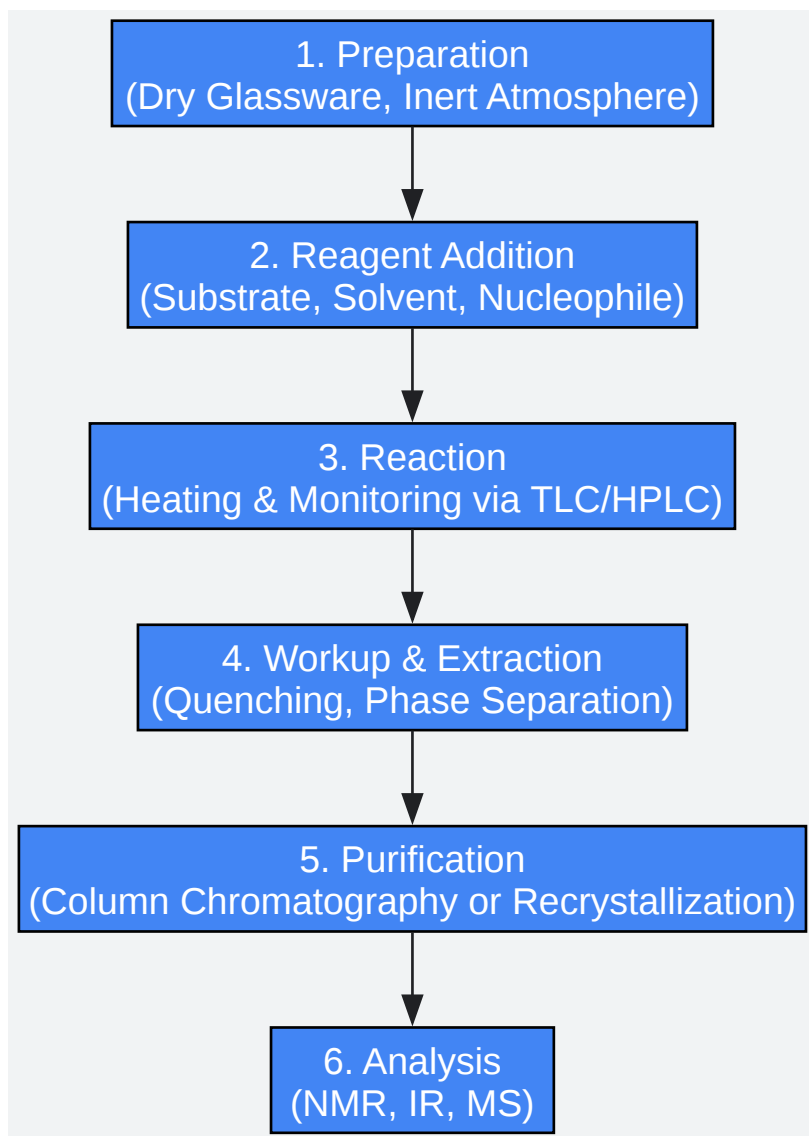 1. Preparation
(Dry Glassware, Inert Atmosphere)
2. Reagent Addition
(Substrate, Solvent, Nucleophile)
3. Reaction
(Heating & Monitoring via TLC/HPLC)
4. Workup & Extraction
(Quenching, Phase Separation)
5. Purification
(Column Chromatography or Recrystallization)
6. Analysis
(NMR, IR, MS)